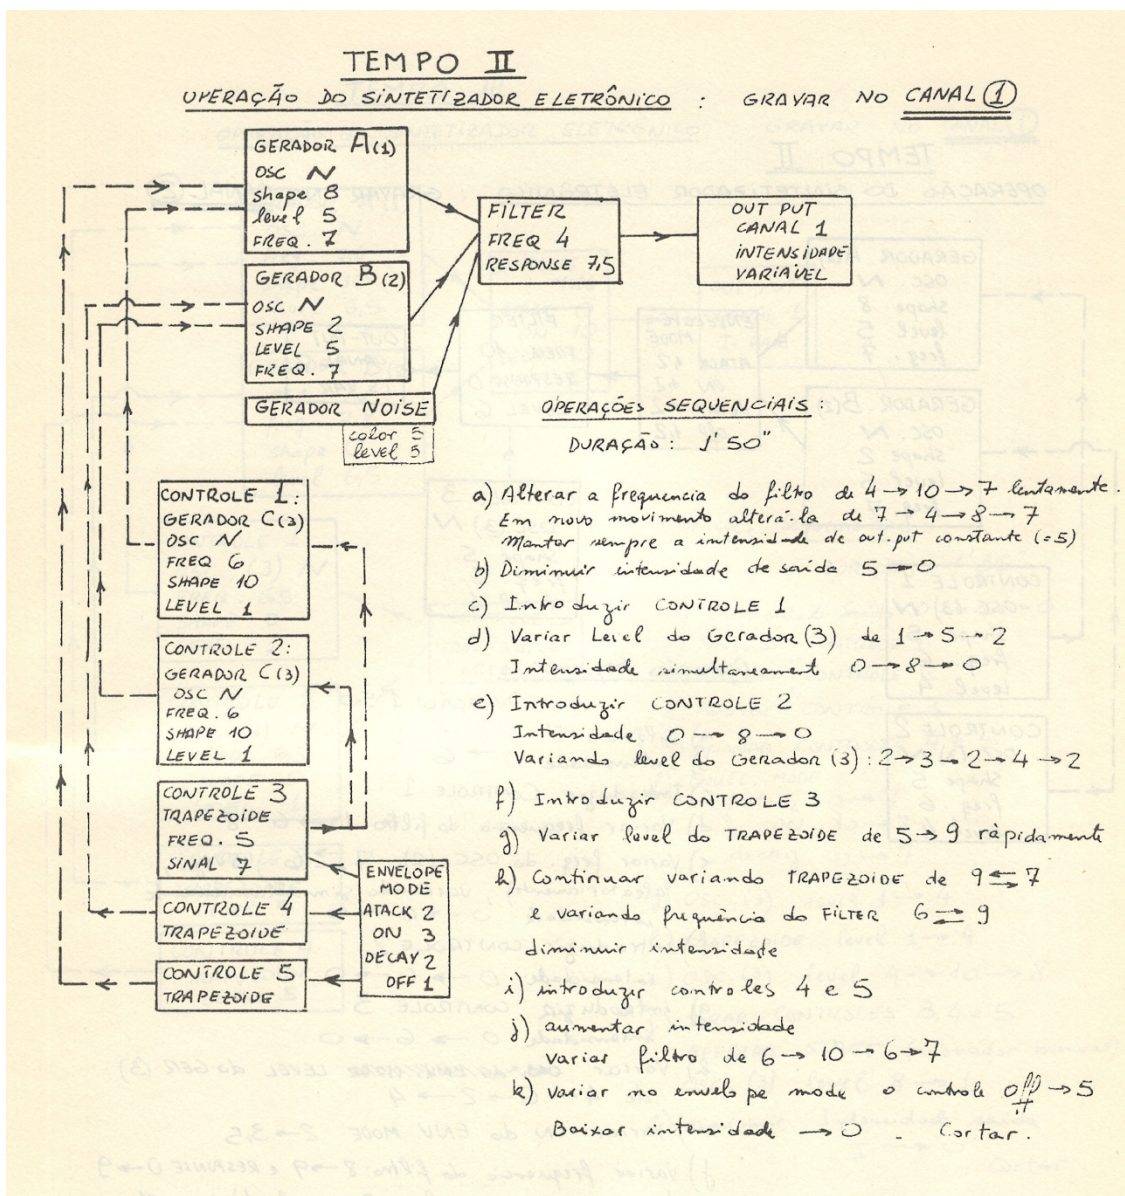 TEMPO II
OPERAÇÃO DO SINTETIZADOR ELETRÔNICO : GRAVAR NO CANAL 1
GERADOR A(1)
OSC N
shape 8
level 5
FREQ. 7
GERADOR B(2)
OSC N
SHAPE 2
LEVEL 5
FREQ. 7
GERADOR NOISE
color 5
level 5
FILTER
FREQ 4
RESPONSE 7,5
OUT PUT
CANAL 1
INTENSIDADE
VARIÁVEL
CONTROLE 1:
GERADOR C(3)
OSC N
FREQ 6
SHAPE 10
LEVEL 1
CONTROLE 2:
GERADOR C(3)
OSC N
FREQ. 6
SHAPE 10
LEVEL 1
CONTROLE 3
TRAPEZOIDE
FREQ. 5
SINAL 7
CONTROLE 4
TRAPEZOIDE
CONTROLE 5
TRAPEZOIDE
ENVELOPE
MODE
ATACK 2
ON 3
DECAY 2
OFF 1
OPERAÇÕES SEQUENCIAIS :
DURAÇÃO : 1'50"
a) Alterar a frequencia do filtro de 4 → 10 → 7 lentamente.
Em novo movimento alterá-la de 7 → 4 → 8 → 7
Manter sempre a intensidade de out.put constante (=5)
b) Diminuir intensidade de saída 5 → 0
c) Introduzir CONTROLE 1
d) Variar Level do Gerador (3) de 1 → 5 → 2
Intensidade simultaneament 0 → 8 → 0
e) Introduzir CONTROLE 2
Intensidade 0 → 8 → 0
Variando level do Gerador (3) : 2 → 3 → 2 → 4 → 2
f) Introduzir CONTROLE 3
g) Variar level do TRAPEZOIDE de 5 → 9 ràpidamente
h) Continuar variando TRAPEZOIDE de 9 ⇆ 7
e variando frequência do FILTER 6 ⇄ 9
diminuir intensidade
i) introduzir controles 4 e 5
j) aumentar intensidade
variar filtro de 6 → 10 → 6 → 7
k) variar no envelope mode o controle off → 5
Baixar intensidade → 0 . Cortar.